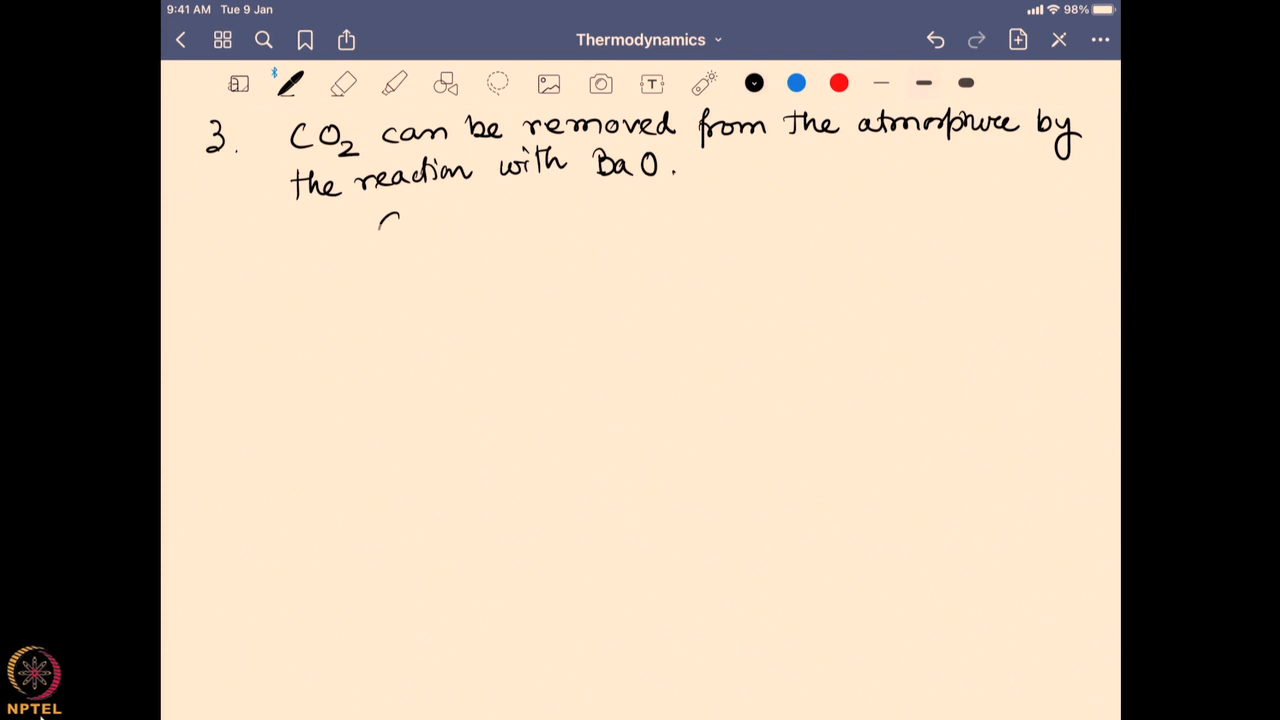 9:41 AM Tue 9 Jan 98%
Thermodynamics
T
3. CO2 can be removed from the atmosphere by
the reaction with BaO.
C
NPTEL